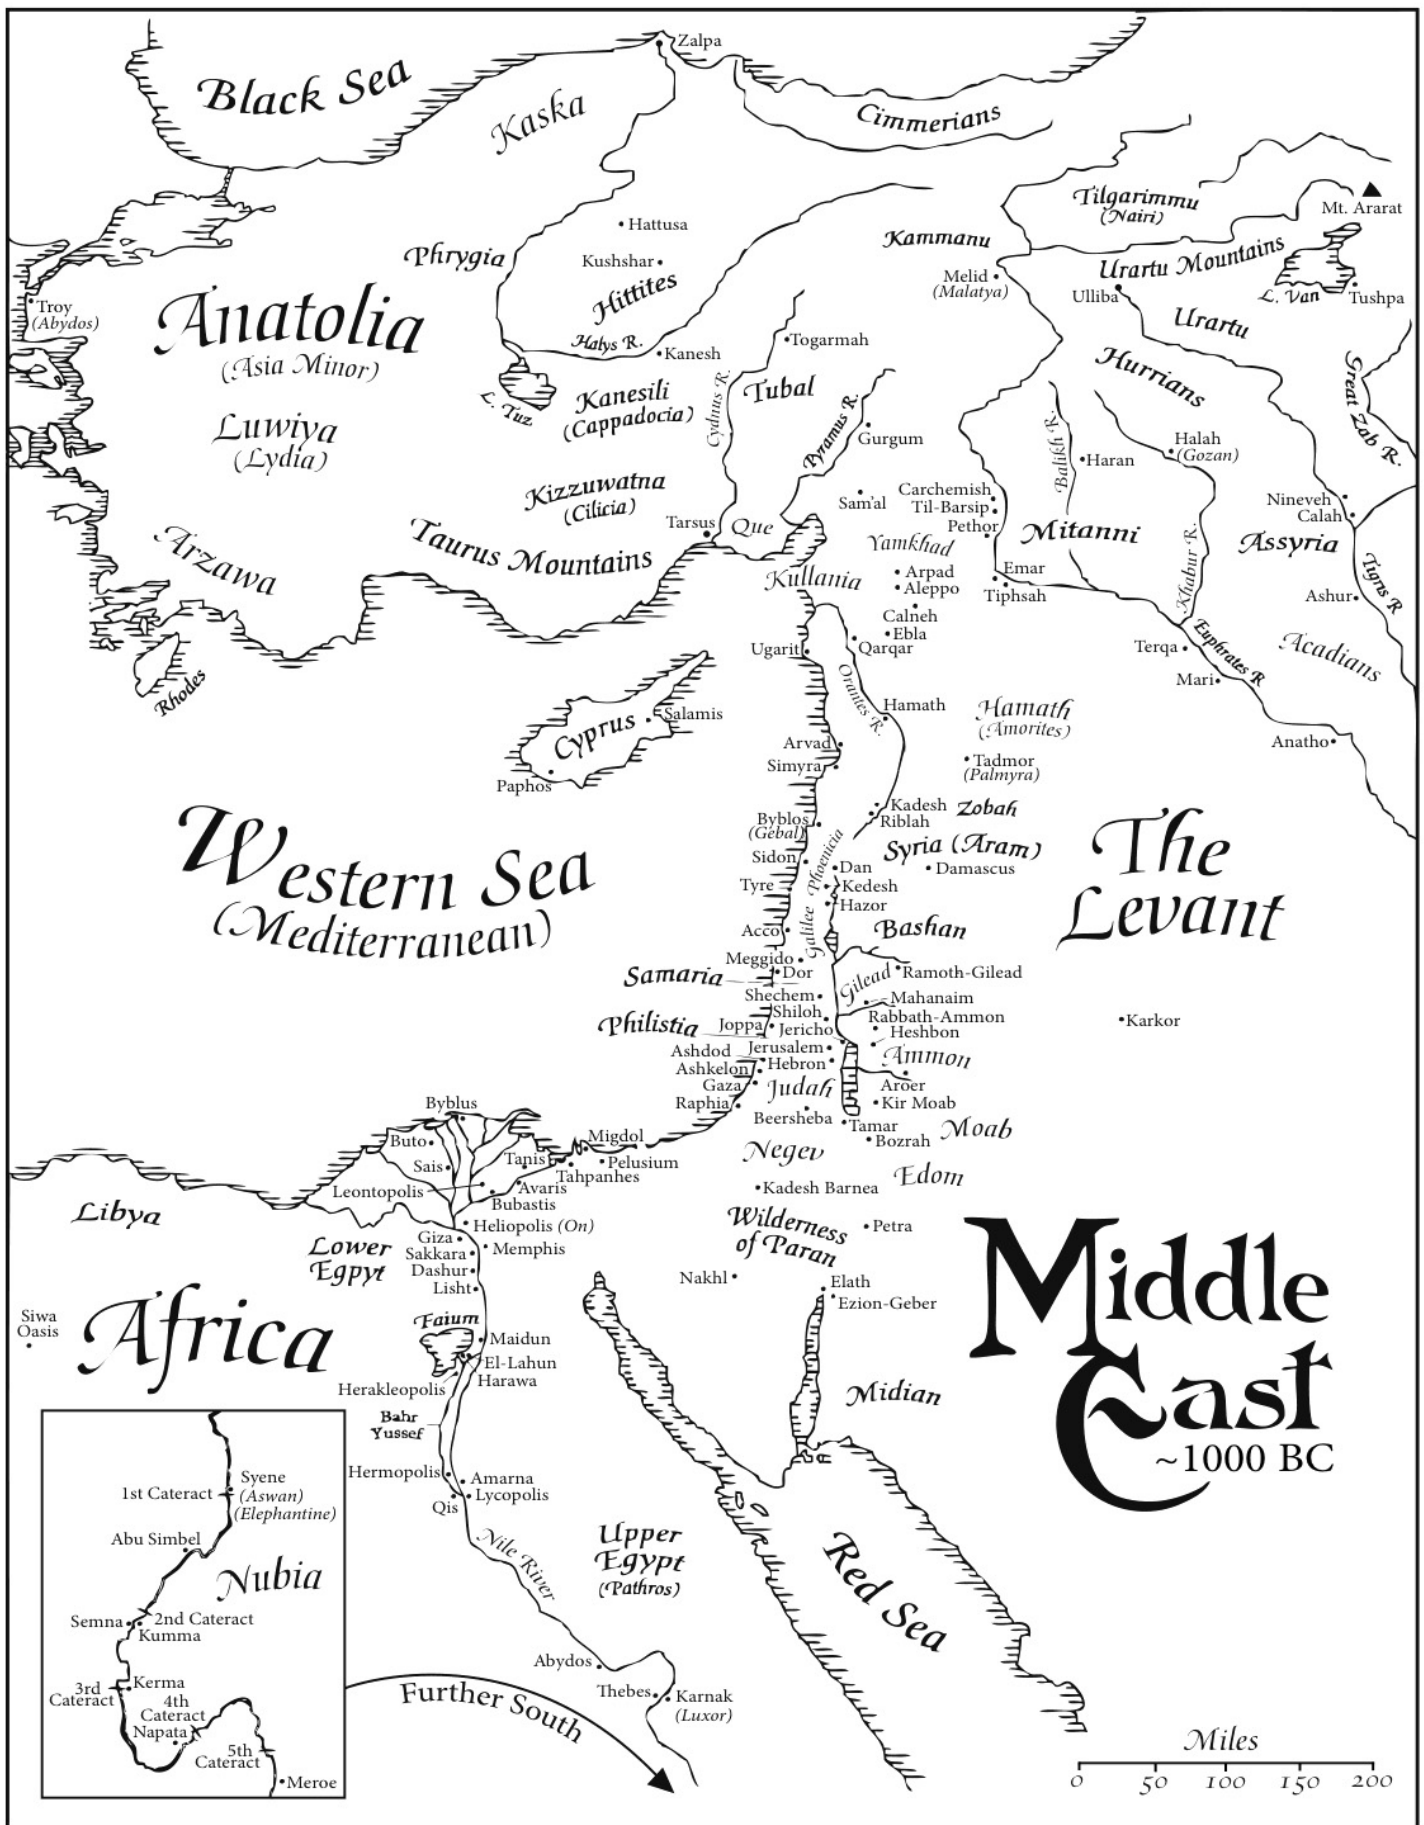 Zalpa
Black Sea
Kaska
Cimmerians
Tilgarimmu
(Nairi)
Mt. Ararat
Hattusa
Phrygia
Kushshar
Hittites
Kammanu
Melid
(Malatya)
Urartu Mountains
Ulliba
L. Van
Tushpa
Troy
(Abydos)
Anatolia
(Asia Minor)
Urartu
Halys R.
Kanesh
Togarmah
Hurrians
Great Zab R.
L. Tuz
Kanesili
(Cappadocia)
Cydnus R.
Tubal
Pyramus R.
Gurgum
Balikh R.
Haran
Halah
(Gozan)
Luwiya
(Lydia)
Kizzuwatna
(Cilicia)
Sam'al
Carchemish
Til-Barsip
Pethor
Nineveh
Calah
Tarsus
Que
Mitanni
Assyria
Arzawa
Taurus Mountains
Yamkhad
Kullania
Arpad
Aleppo
Emar
Tiphsah
Khabur R.
Tigris R
Ashur
Calneh
Ebla
Qarqar
Ugarit
Terqa
Euphrates R
Acadians
Mari
Rhodes
Orantes R.
Cyprus
Salamis
Hamath
Hamath
(Amorites)
Arvad
Anatho
Simyra
Tadmor
(Palmyra)
Paphos
Kadesh
Riblah
Zobah
Byblos
(Gebal)
Western Sea
(Mediterranean)
The
Levant
Phoenicia
Syria (Aram)
Sidon
Dan
Damascus
Tyre
Kedesh
Hazor
Galilee
Acco
Bashan
Meggido
Dor
Samaria
Gilead
Ramoth-Gilead
Shechem
Mahanaim
Shiloh
Rabbath-Ammon
Philistia
Joppa
Jericho
Heshbon
Karkor
Ashdod
Jerusalem
Ashkelon
Hebron
Ammon
Gaza
Judah
Aroer
Raphia
Kir Moab
Beersheba
Tamar
Moab
Bozrah
Byblus
Buto
Migdol
Negev
Sais
Tanis
Pelusium
Tahpanhes
Edom
Leontopolis
Avaris
Bubastis
Kadesh Barnea
Libya
Heliopolis (On)
Wilderness
of Paran
Petra
Lower
Egpyt
Giza
Sakkara
Memphis
Dashur
Lisht
Nakhl
Elath
Ezion-Geber
Middle
East
~1000 BC
Siwa
Oasis
Africa
Faium
Maidun
El-Lahun
Harawa
Herakleopolis
Midian
Bahr
Yussef
Hermopolis
Amarna
Lycopolis
Qis
Nile River
Upper
Egypt
(Pathros)
Red Sea
Syene
(Aswan)
(Elephantine)
1st Cateract
Abu Simbel
Nubia
Semna
2nd Cateract
Kumma
3rd
Cateract
Kerma
4th
Cateract
Napata
5th
Cateract
Meroe
Further South
Abydos
Thebes
Karnak
(Luxor)
Miles
0 50 100 150 200